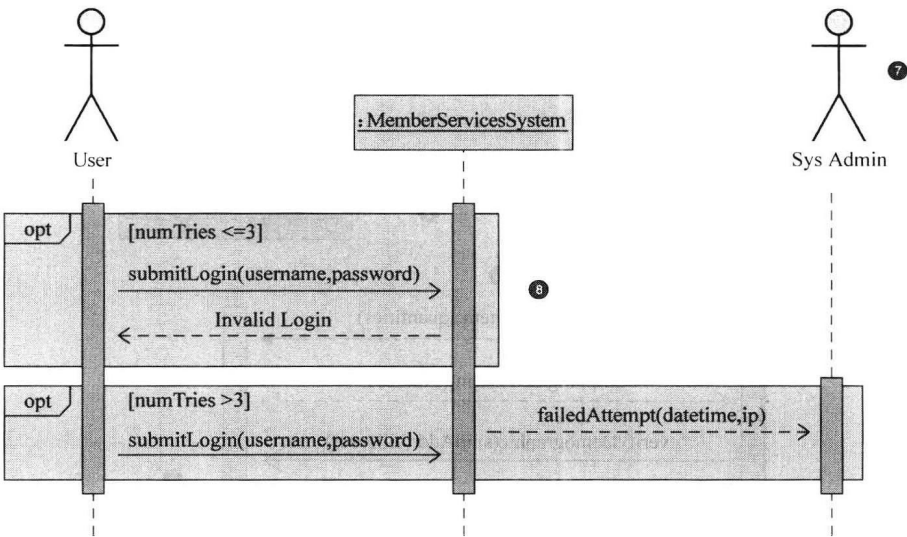 7
: MemberServicesSystem
User
Sys Admin
opt
[numTries <=3]
submitLogin(username,password)
8
Invalid Login
opt
[numTries >3]
failedAttempt(datetime,ip)
submitLogin(username,password)